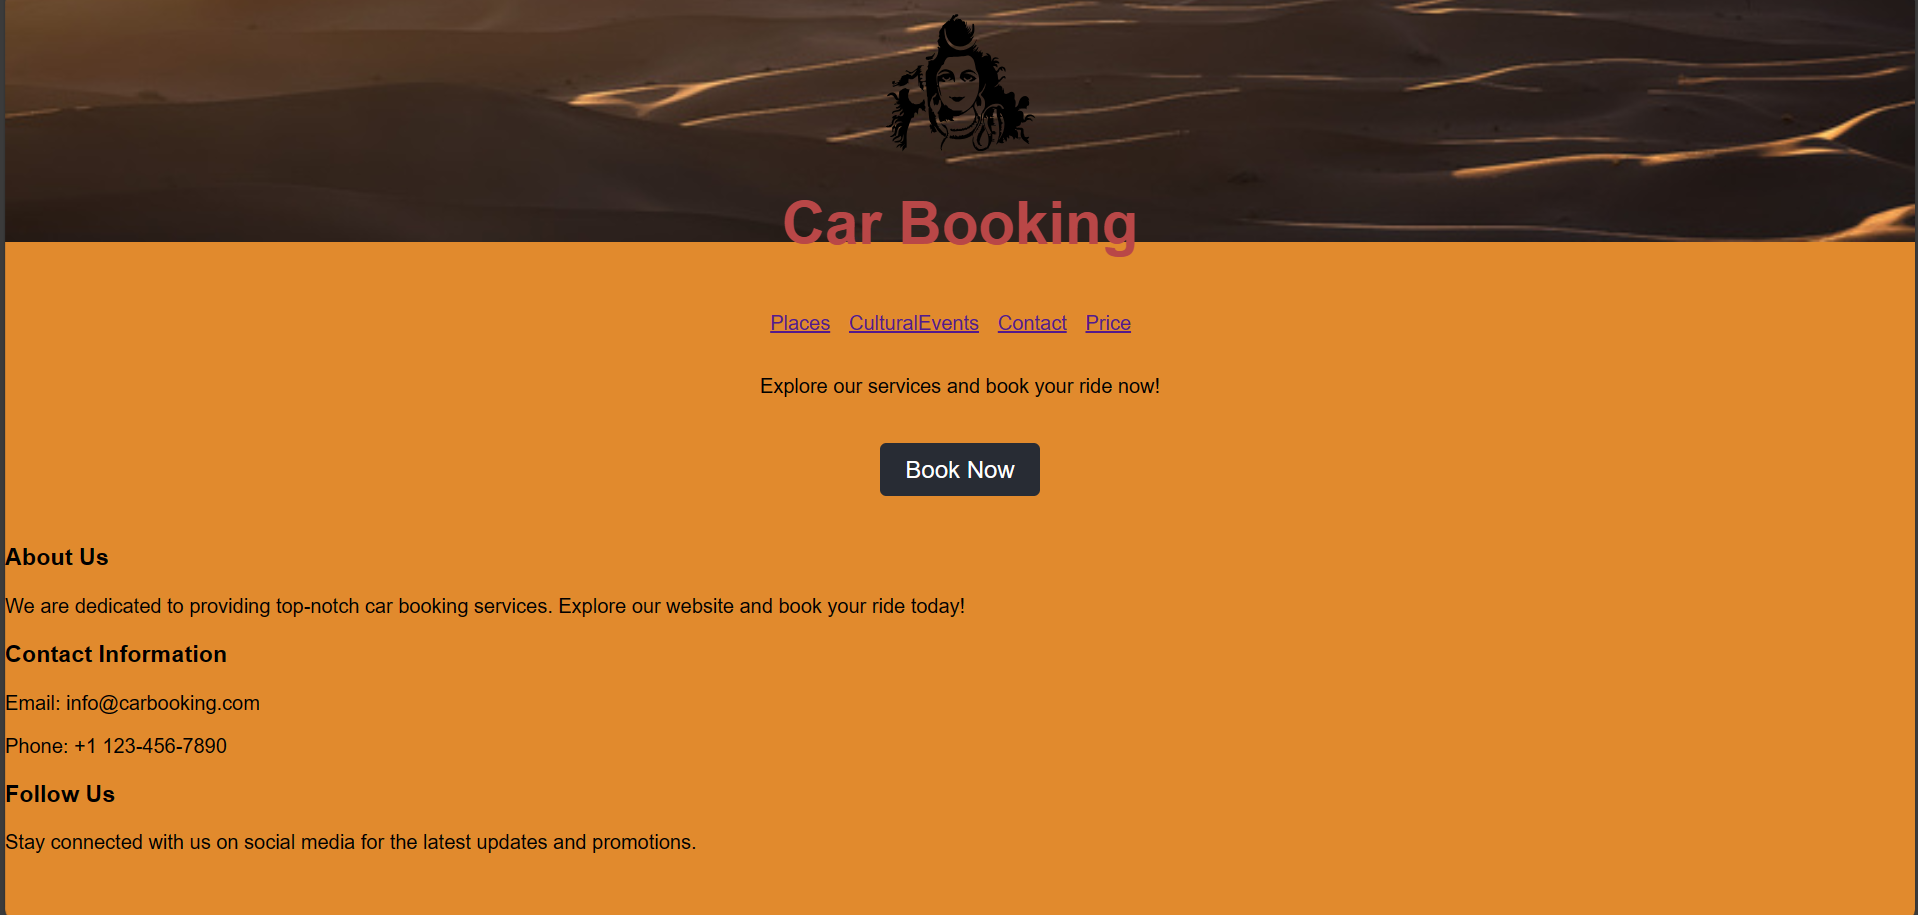 Car Booking
Places CulturalEvents Contact Price
Explore our services and book your ride now!
Book Now
About Us
We are dedicated to providing top-notch car booking services. Explore our website and book your ride today!
Contact Information
Email: info@carbooking.com
Phone: +1 123-456-7890
Follow Us
Stay connected with us on social media for the latest updates and promotions.